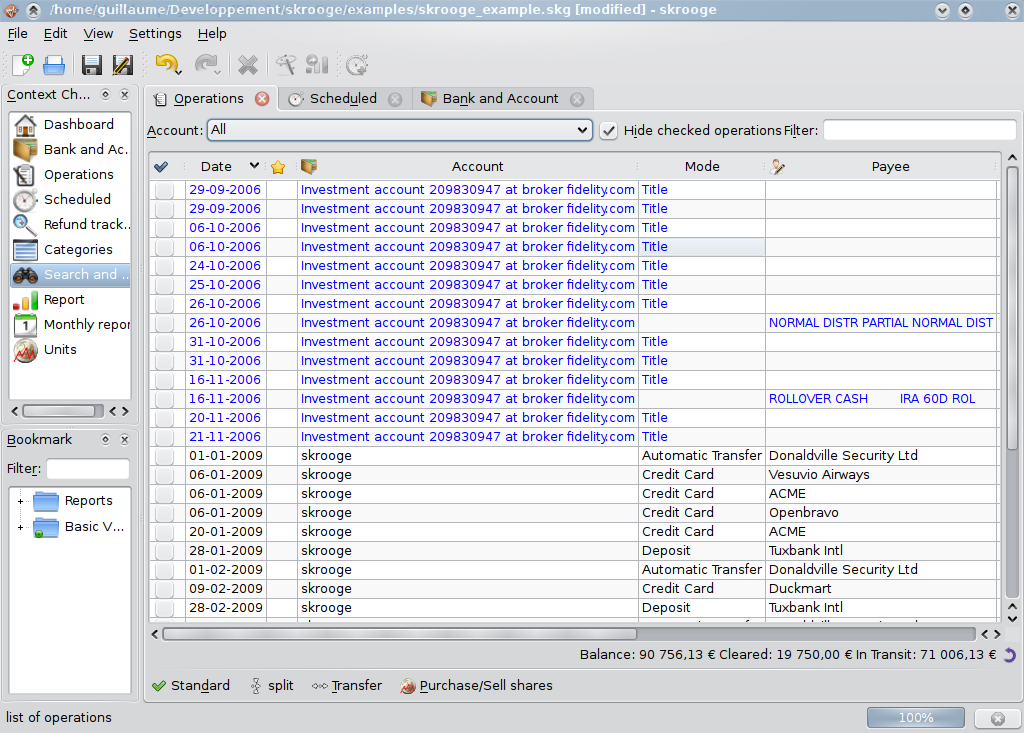 /home/guillaume/Developpement/skrooge/examples/skrooge_example.skg [modified] - skrooge
File Edit View Settings Help
Context Ch...
Dashboard
Bank and Ac.
Operations
Scheduled
Refund track..
Categories
Search and ..
Report
Monthly repor
1
Units
Bookmark
Filter:
Reports
Basic V...
Operations Scheduled Bank and Account
Account: All Hide checked operations Filter:
Date Account Mode Payee
29-09-2006 Investment account 209830947 at broker fidelity.com Title
29-09-2006 Investment account 209830947 at broker fidelity.com Title
06-10-2006 Investment account 209830947 at broker fidelity.com Title
06-10-2006 Investment account 209830947 at broker fidelity.com Title
24-10-2006 Investment account 209830947 at broker fidelity.com Title
25-10-2006 Investment account 209830947 at broker fidelity.com Title
26-10-2006 Investment account 209830947 at broker fidelity.com Title
26-10-2006 Investment account 209830947 at broker fidelity.com NORMAL DISTR PARTIAL NORMAL DIST
31-10-2006 Investment account 209830947 at broker fidelity.com Title
31-10-2006 Investment account 209830947 at broker fidelity.com Title
16-11-2006 Investment account 209830947 at broker fidelity.com Title
16-11-2006 Investment account 209830947 at broker fidelity.com ROLLOVER CASH IRA 60D ROL
20-11-2006 Investment account 209830947 at broker fidelity.com Title
21-11-2006 Investment account 209830947 at broker fidelity.com Title
01-01-2009 skrooge Automatic Transfer Donaldville Security Ltd
06-01-2009 skrooge Credit Card Vesuvio Airways
06-01-2009 skrooge Credit Card ACME
06-01-2009 skrooge Credit Card Openbravo
20-01-2009 skrooge Credit Card ACME
28-01-2009 skrooge Deposit Tuxbank Intl
01-02-2009 skrooge Automatic Transfer Donaldville Security Ltd
09-02-2009 skrooge Credit Card Duckmart
28-02-2009 skrooge Deposit Tuxbank Intl
Balance: 90 756,13 € Cleared: 19 750,00 € In Transit: 71 006,13 €
Standard split Transfer Purchase/Sell shares
list of operations 100%